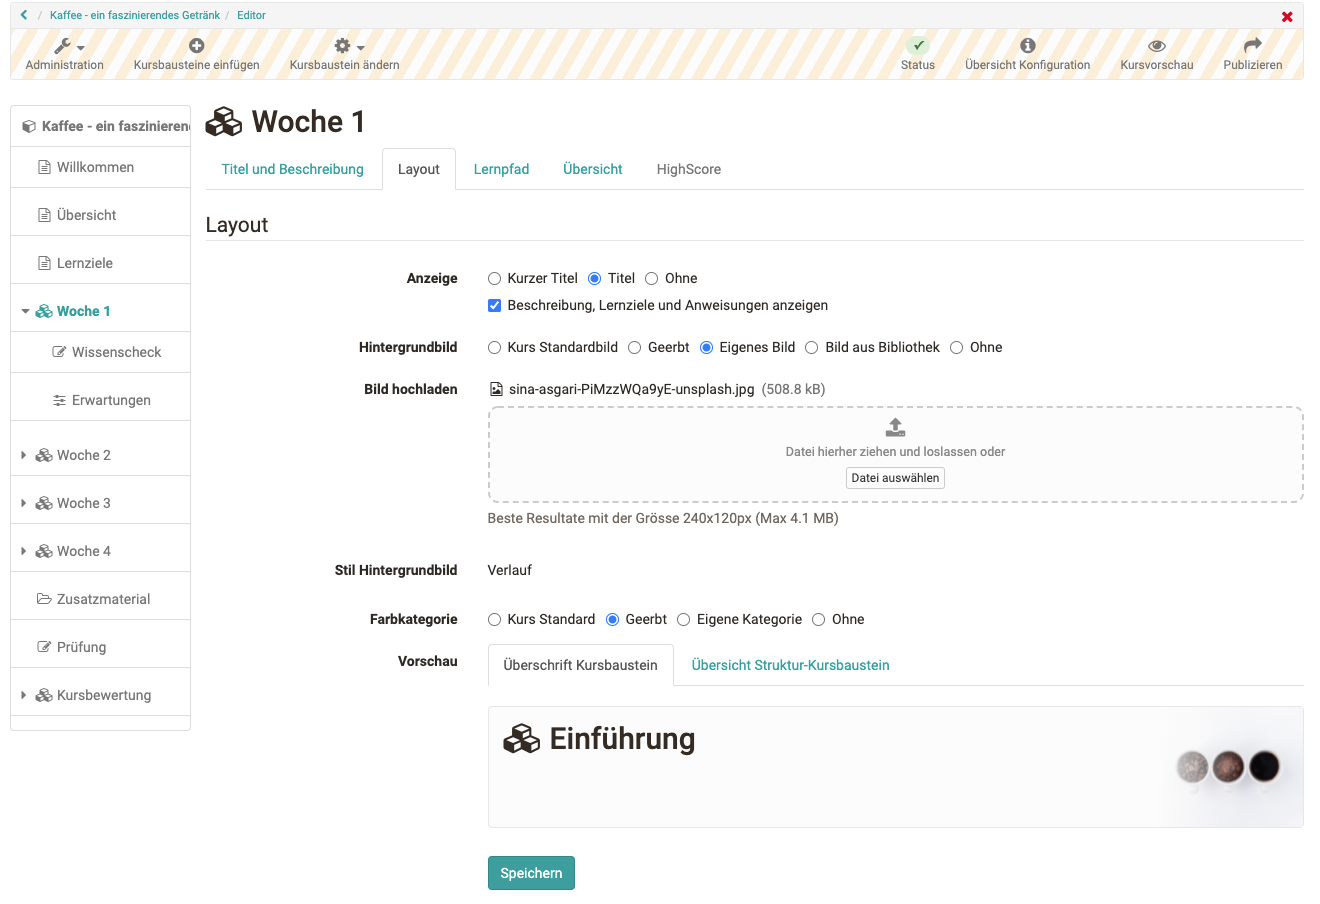 / Kaffee - ein faszinierendes Getränk / Editor
Administration
Kursbausteine einfügen
Kursbaustein ändern
Status
Übersicht Konfiguration
Kursvorschau
Publizieren
Kaffee - ein faszinieren
Willkommen
Übersicht
Lernziele
Woche 1
Wissenscheck
Erwartungen
Woche 2
Woche 3
Woche 4
Zusatzmaterial
Prüfung
Kursbewertung
Woche 1
Titel und Beschreibung Layout Lernpfad Übersicht HighScore
Layout
Anzeige Kurzer Titel Titel Ohne
Beschreibung, Lernziele und Anweisungen anzeigen
Hintergrundbild Kurs Standardbild Geerbt Eigenes Bild Bild aus Bibliothek Ohne
Bild hochladen sina-asgari-PiMzzWQa9yE-unsplash.jpg (508.8 kB)
Datei hierher ziehen und loslassen oder
Datei auswählen
Beste Resultate mit der Grösse 240x120px (Max 4.1 MB)
Stil Hintergrundbild Verlauf
Farbkategorie Kurs Standard Geerbt Eigene Kategorie Ohne
Vorschau Überschrift Kursbaustein Übersicht Struktur-Kursbaustein
Einführung
Speichern